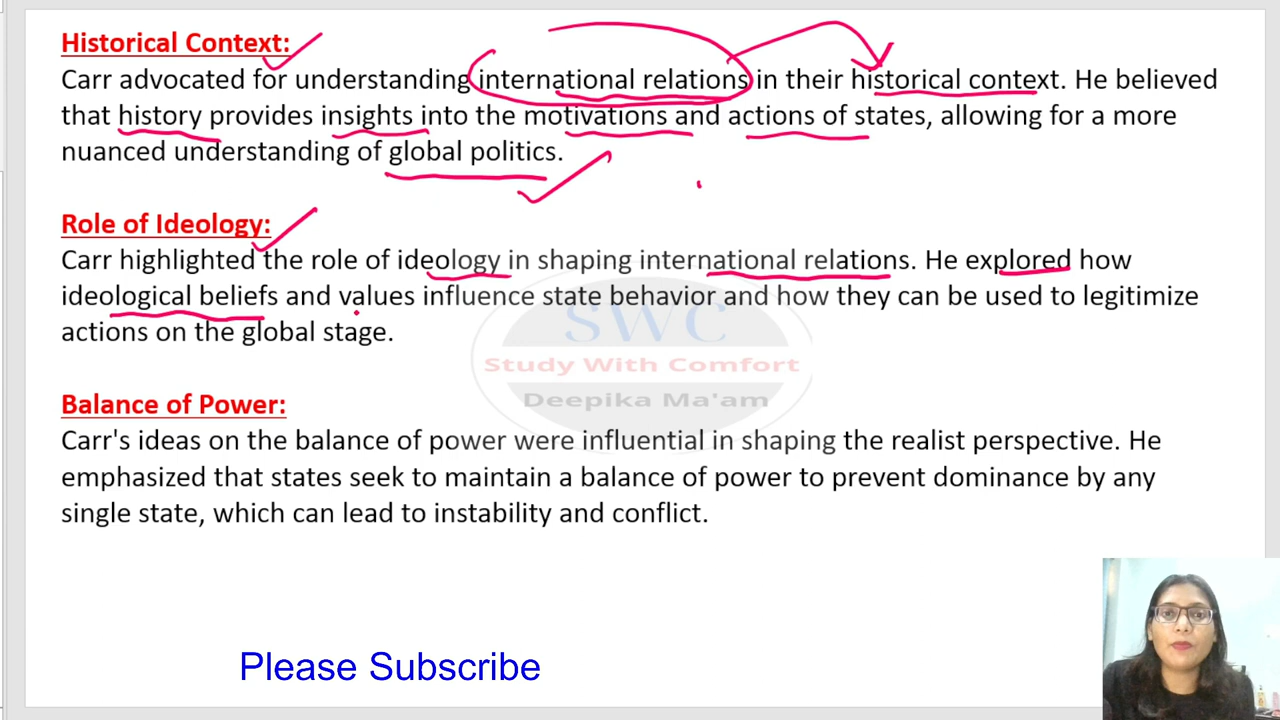 Historical Context:
Carr advocated for understanding international relations in their historical context. He believed
that history provides insights into the motivations and actions of states, allowing for a more
nuanced understanding of global politics.
Role of Ideology:
Carr highlighted the role of ideology in shaping international relations. He explored how
ideological beliefs and values influence state behavior and how they can be used to legitimize
actions on the global stage.
SWC
Study With Comfort
Deepika Ma'am
Balance of Power:
Carr's ideas on the balance of power were influential in shaping the realist perspective. He
emphasized that states seek to maintain a balance of power to prevent dominance by any
single state, which can lead to instability and conflict.
Please Subscribe